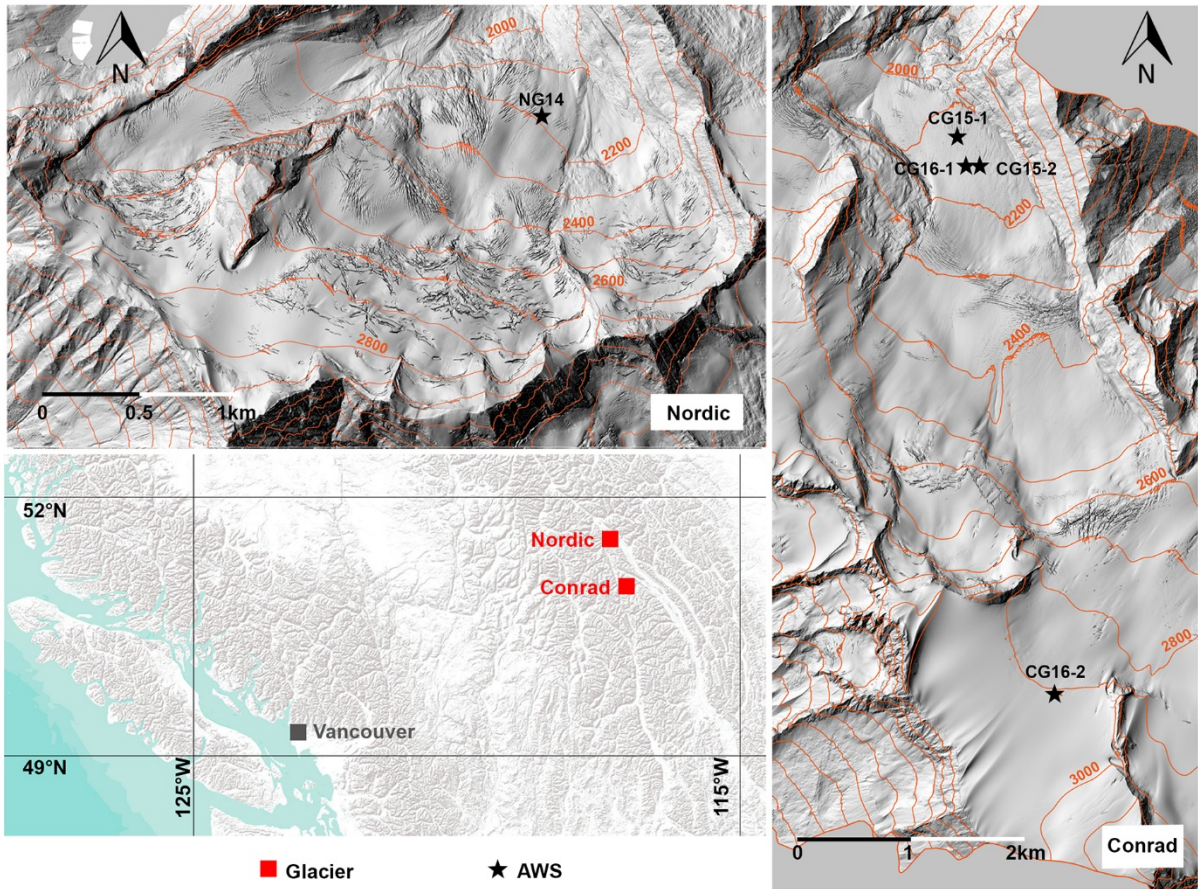 N
2000
NG14
2200
2400
2600
2800
0 0.5 1km
Nordic
N
2000
CG15-1
CG16-1 CG15-2
2200
2400
2600
2800
CG16-2
3000
0 1 2km
Conrad
52°N
Nordic
Conrad
Vancouver
49°N
125°W
115°W
Glacier
AWS